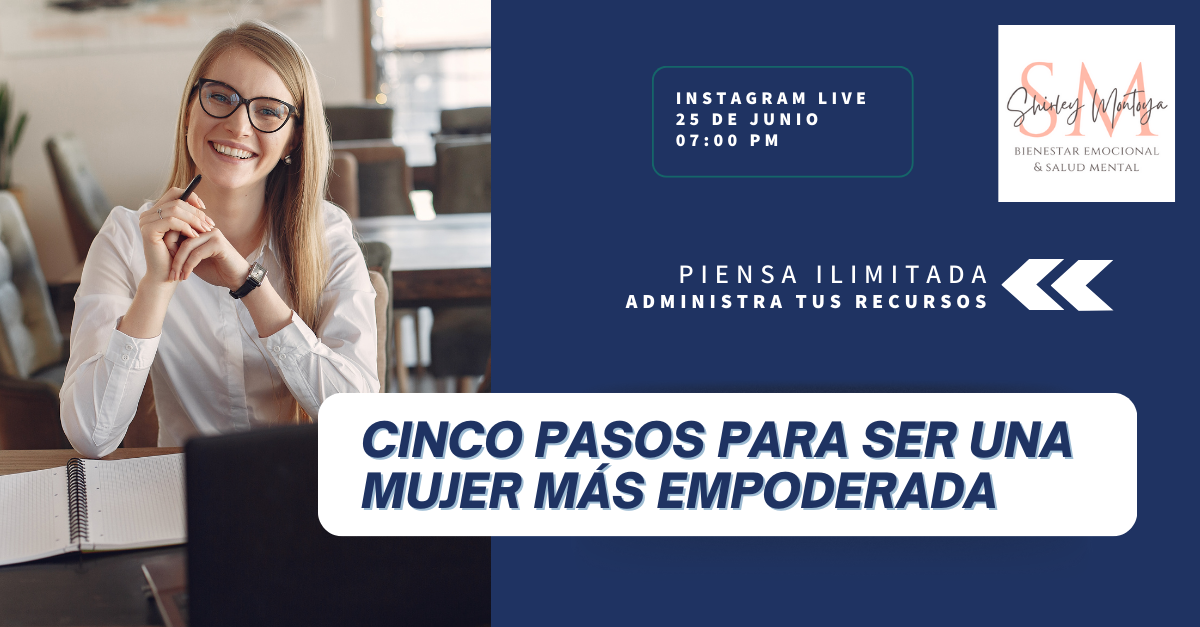 INSTAGRAM LIVE
25 DE JUNIO
07:00 PM
SM
Shirley Montoya
BIENESTAR EMOCIONAL
& SALUD MENTAL
PIENSA ILIMITADA
ADMINISTRA TUS RECURSOS
CINCO PASOS PARA SER UNA
MUJER MÁS EMPODERADA